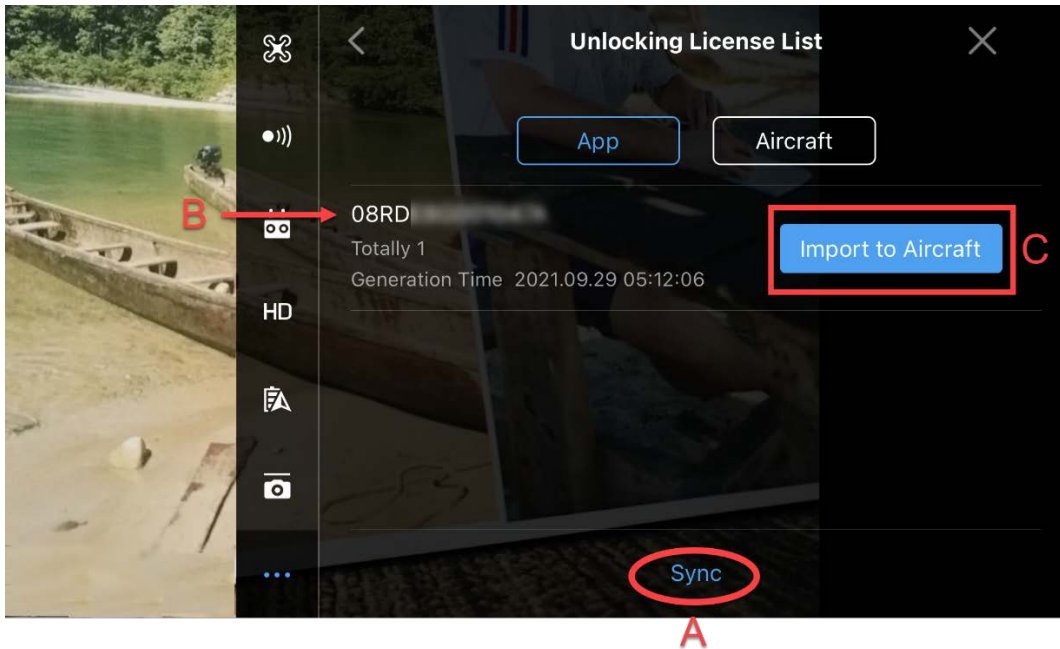 Unlocking License List
App
Aircraft
B
08RD
Totally 1
Generation Time 2021.09.29 05:12:06
Import to Aircraft
C
HD
Sync
A